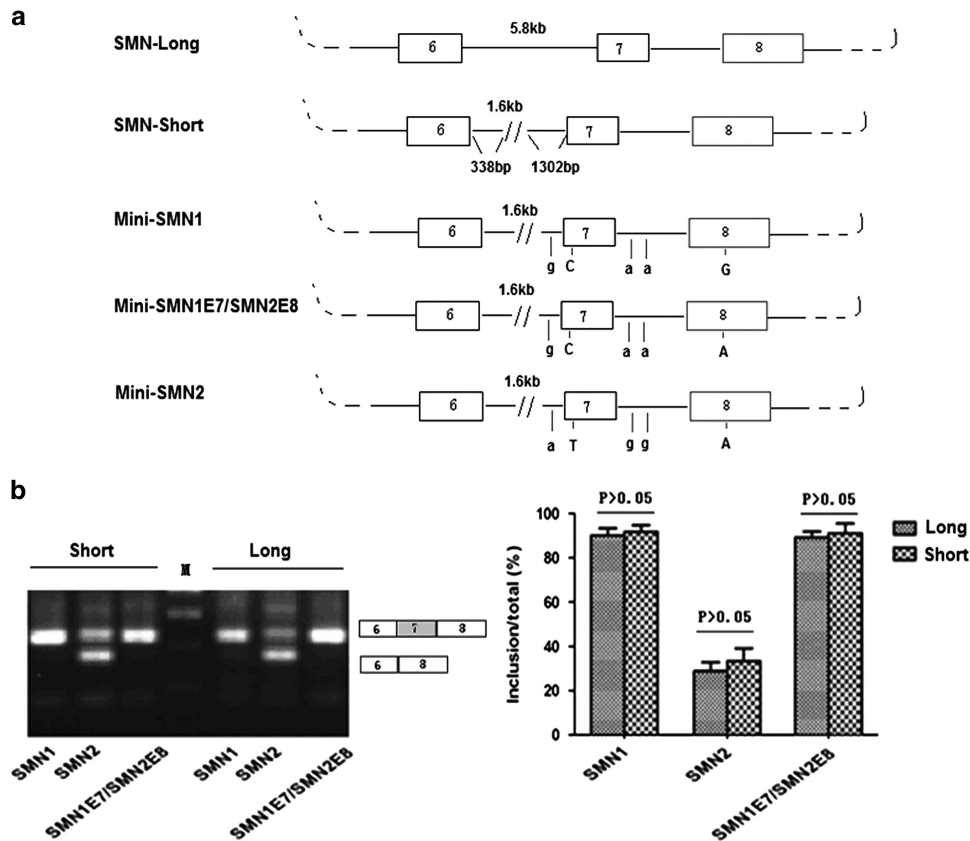 a
SMN-Long
6
5.8kb
7
8
SMN-Short
6
1.6kb
7
8
338bp
1302bp
Mini-SMN1
6
1.6kb
7
8
g C a a G
Mini-SMN1E7/SMN2E8
6
1.6kb
7
8
g C a a A
Mini-SMN2
6
1.6kb
7
8
a T g g A
b
Short
M
Long
6 7 8
6 8
SMN1
SMN2
SMN1E7/SMN2E8
SMN1
SMN2
SMN1E7/SMN2E8
Inclusion/total (%)
100
80
60
40
20
0
P>0.05
P>0.05
P>0.05
SMN1
SMN2
SMN1E7/SMN2E8
Long
Short